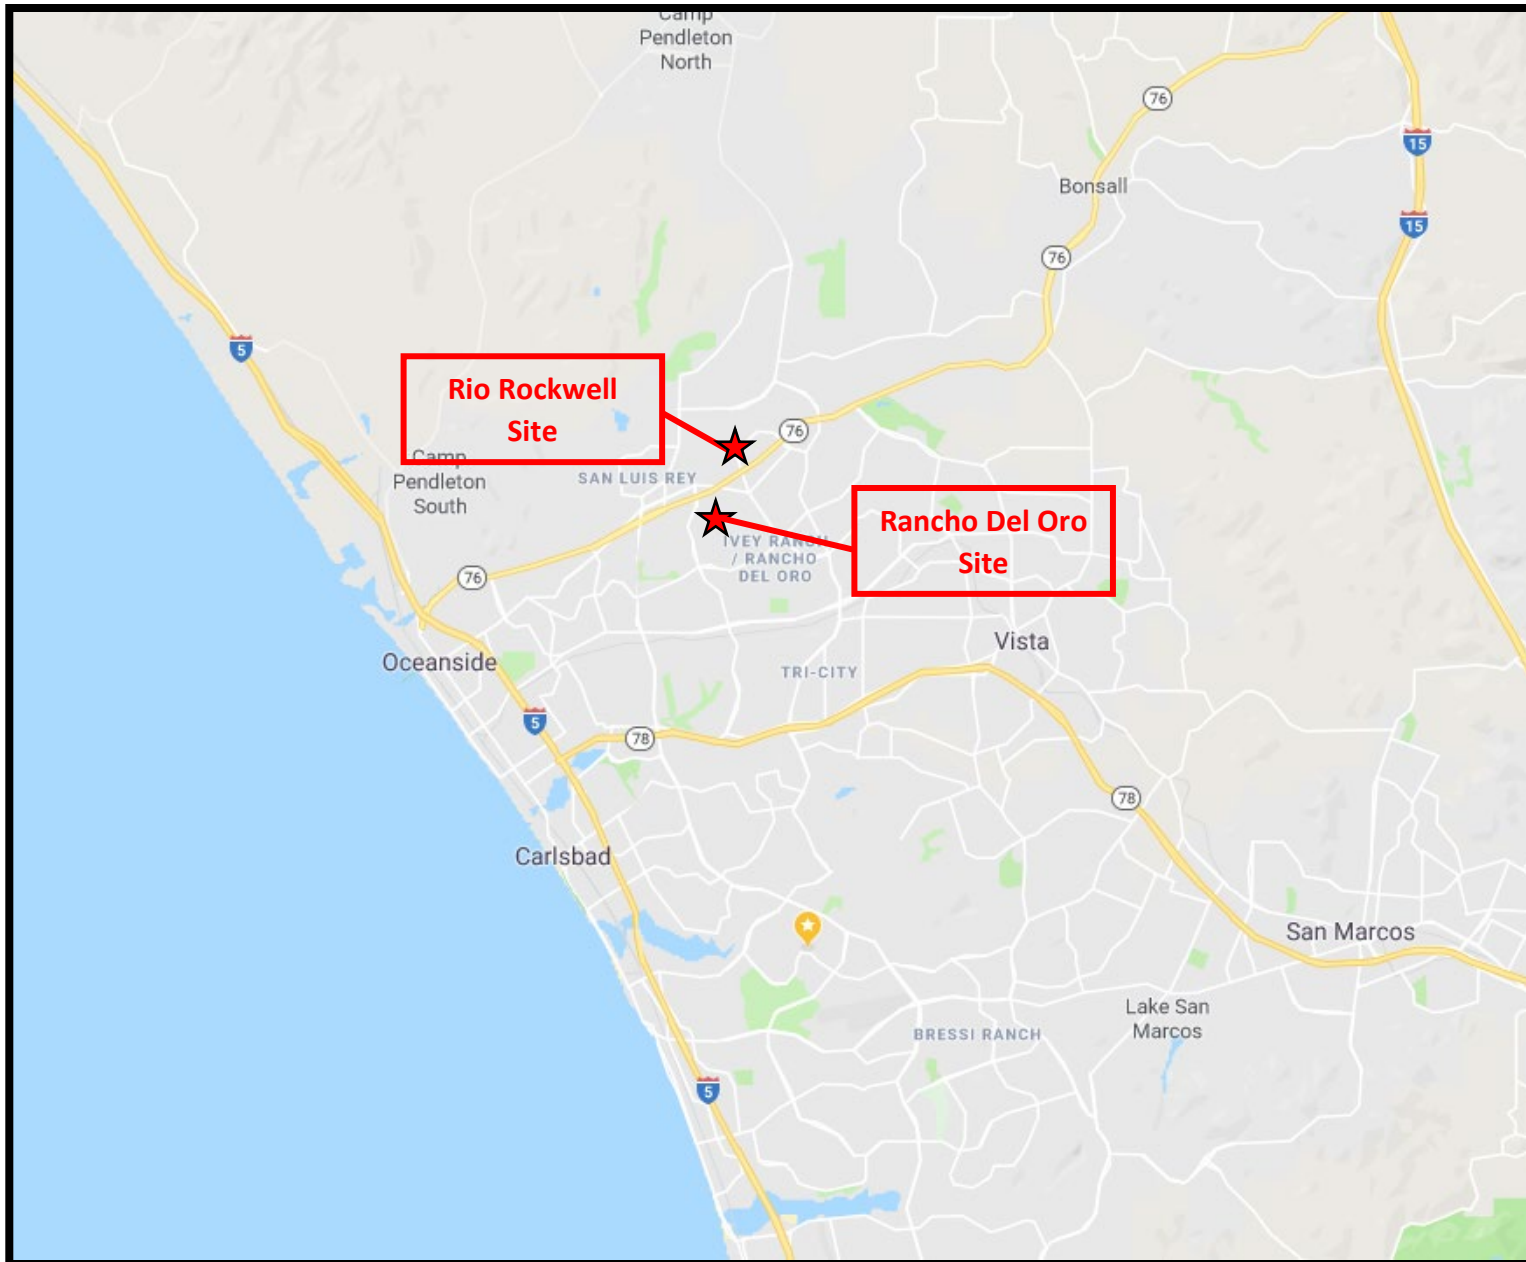 Camp
Pendleton
North
76
15
Bonsall
15
76
5
Rio Rockwell
Site
76
Camp
Pendleton
South
SAN LUIS REY
Rancho Del Oro
Site
IVEY RANCH
/ RANCHO
DEL ORO
76
Oceanside
Vista
TRI-CITY
5
78
78
Carlsbad
San Marcos
Lake San
Marcos
BRESSI RANCH
5